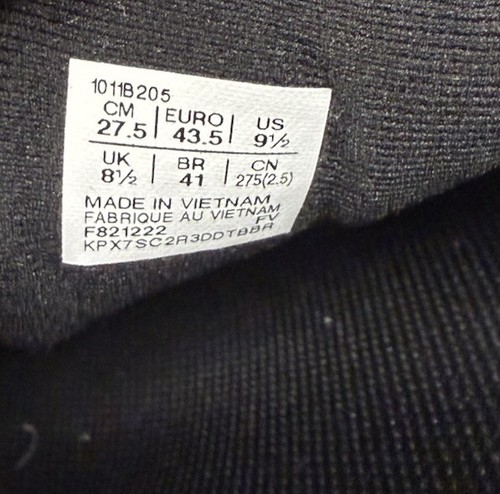 1011B205
CM 27.5 | EURO 43.5 | US 9½
UK 8½ | BR 41 | CN 275(2.5)
MADE IN VIETNAM
FABRIQUE AU VIETNAM
F821222 FV
KPX7SC2R3DDTBBR